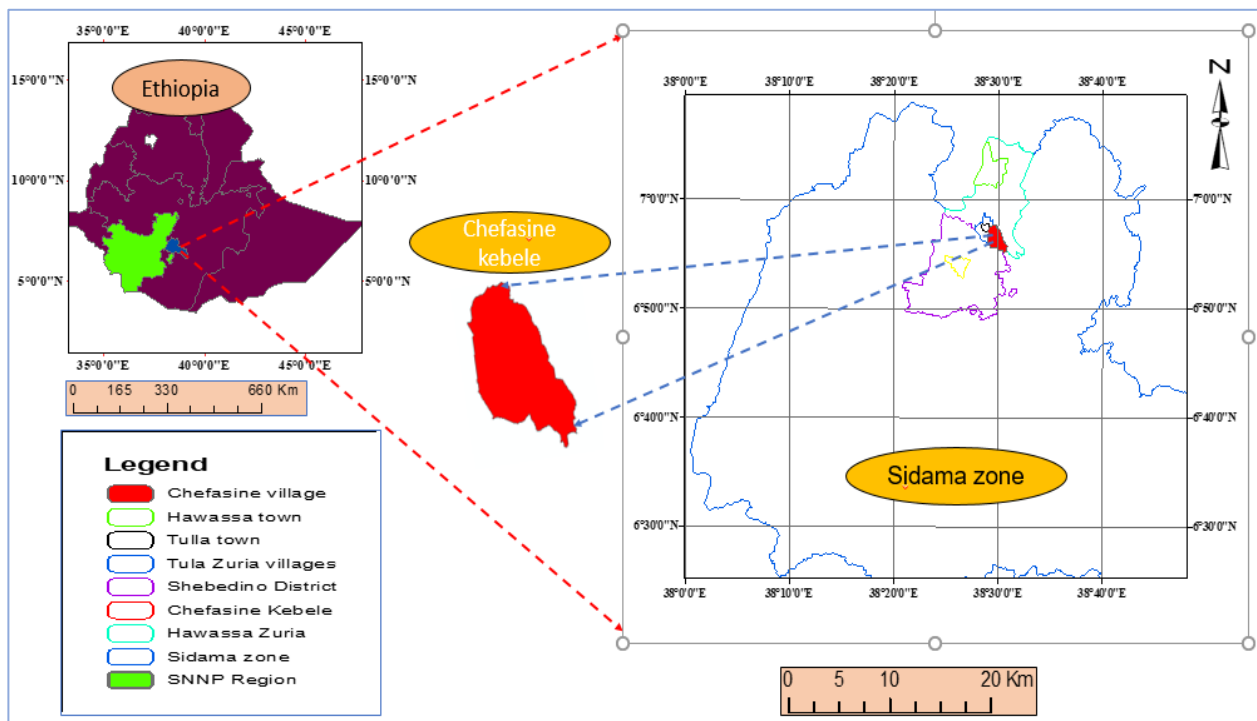 35°0'0"E 40°0'0"E 45°0'0"E
15°0'0"N 15°0'0"N
Ethiopia
10°0'0"N 10°0'0"N
5°0'0"N 5°0'0"N
35°0'0"E 40°0'0"E 45°0'0"E
0 165 330 660 Km
Chefasine
kebele
Legend
Chefasine village
Hawassa town
Tulla town
Tula Zuria villages
Shebedino District
Chefasine Kebele
Hawassa Zuria
Sidama zone
SNNP Region
Z
38°0'0"E 38°10'0"E 38°20'0"E 38°30'0"E 38°40'0"E
7°0'0"N 7°0'0"N
6°50'0"N 6°50'0"N
6°40'0"N 6°40'0"N
Sidama zone
6°30'0"N 6°30'0"N
38°0'0"E 38°10'0"E 38°20'0"E 38°30'0"E 38°40'0"E
0 5 10 20 Km